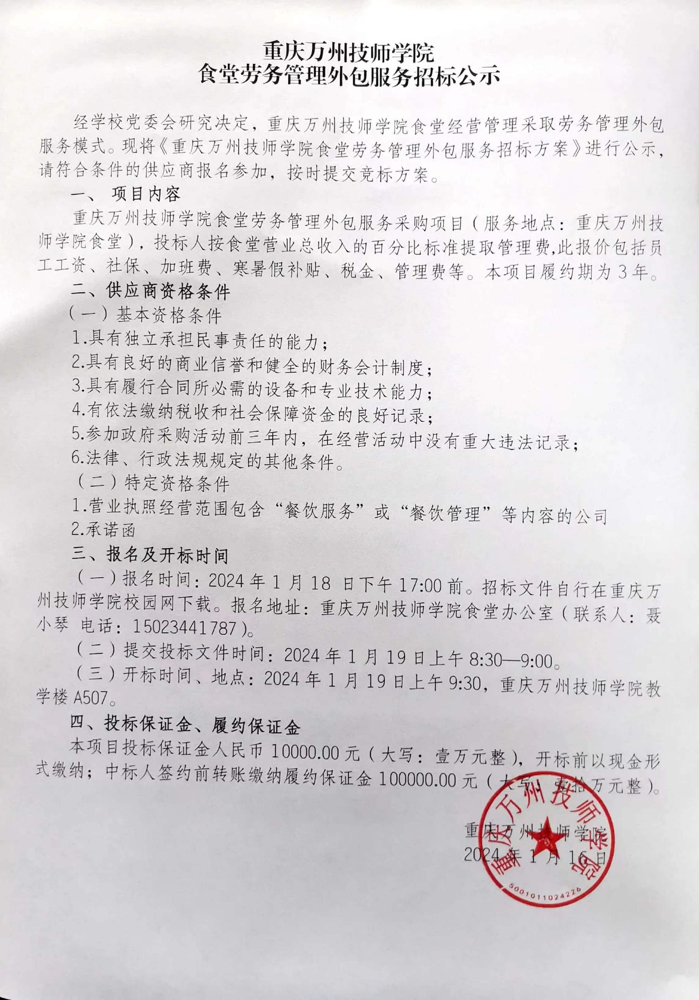 重庆万州技师学院
食堂劳务管理外包服务招标公示
经学校党委会研究决定，重庆万州技师学院食堂经营管理采取劳务管理外包
服务模式。现将《重庆万州技师学院食堂劳务管理外包服务招标方案》进行公示，
请符合条件的供应商报名参加，按时提交竞标方案。
一、 项目内容
重庆万州技师学院食堂劳务管理外包服务采购项目（服务地点：重庆万州技
师学院食堂），投标人按食堂营业总收入的百分比标准提取管理费,此报价包括员
工工资、社保、加班费、寒暑假补贴、税金、管理费等。本项目履约期为 3 年。
二、供应商资格条件
（一）基本资格条件
1.具有独立承担民事责任的能力；
2.具有良好的商业信誉和健全的财务会计制度；
3.具有履行合同所必需的设备和专业技术能力；
4.有依法缴纳税收和社会保障资金的良好记录；
5.参加政府采购活动前三年内，在经营活动中没有重大违法记录；
6.法律、行政法规规定的其他条件。
（二）特定资格条件
1.营业执照经营范围包含“餐饮服务”或“餐饮管理”等内容的公司
2.承诺函
三、报名及开标时间
（一）报名时间：2024 年 1 月 18 日下午 17:00 前。招标文件自行在重庆万
州技师学院校园网下载。报名地址：重庆万州技师学院食堂办公室（联系人：聂
小琴 电话：15023441787）。
（二）提交投标文件时间：2024 年 1 月 19 日上午 8:30—9:00。
（三）开标时间、地点：2024 年 1 月 19 日上午 9:30，重庆万州技师学院教
学楼 A507。
四、投标保证金、履约保证金
本项目投标保证金人民币 10000.00 元（大写：壹万元整），开标前以现金形
式缴纳；中标人签约前转账缴纳履约保证金 100000.00 元（大写：壹拾万元整）。
重庆万州技师学院
2024 年 1 月 16 日
重庆万州技师学院
5001011024226